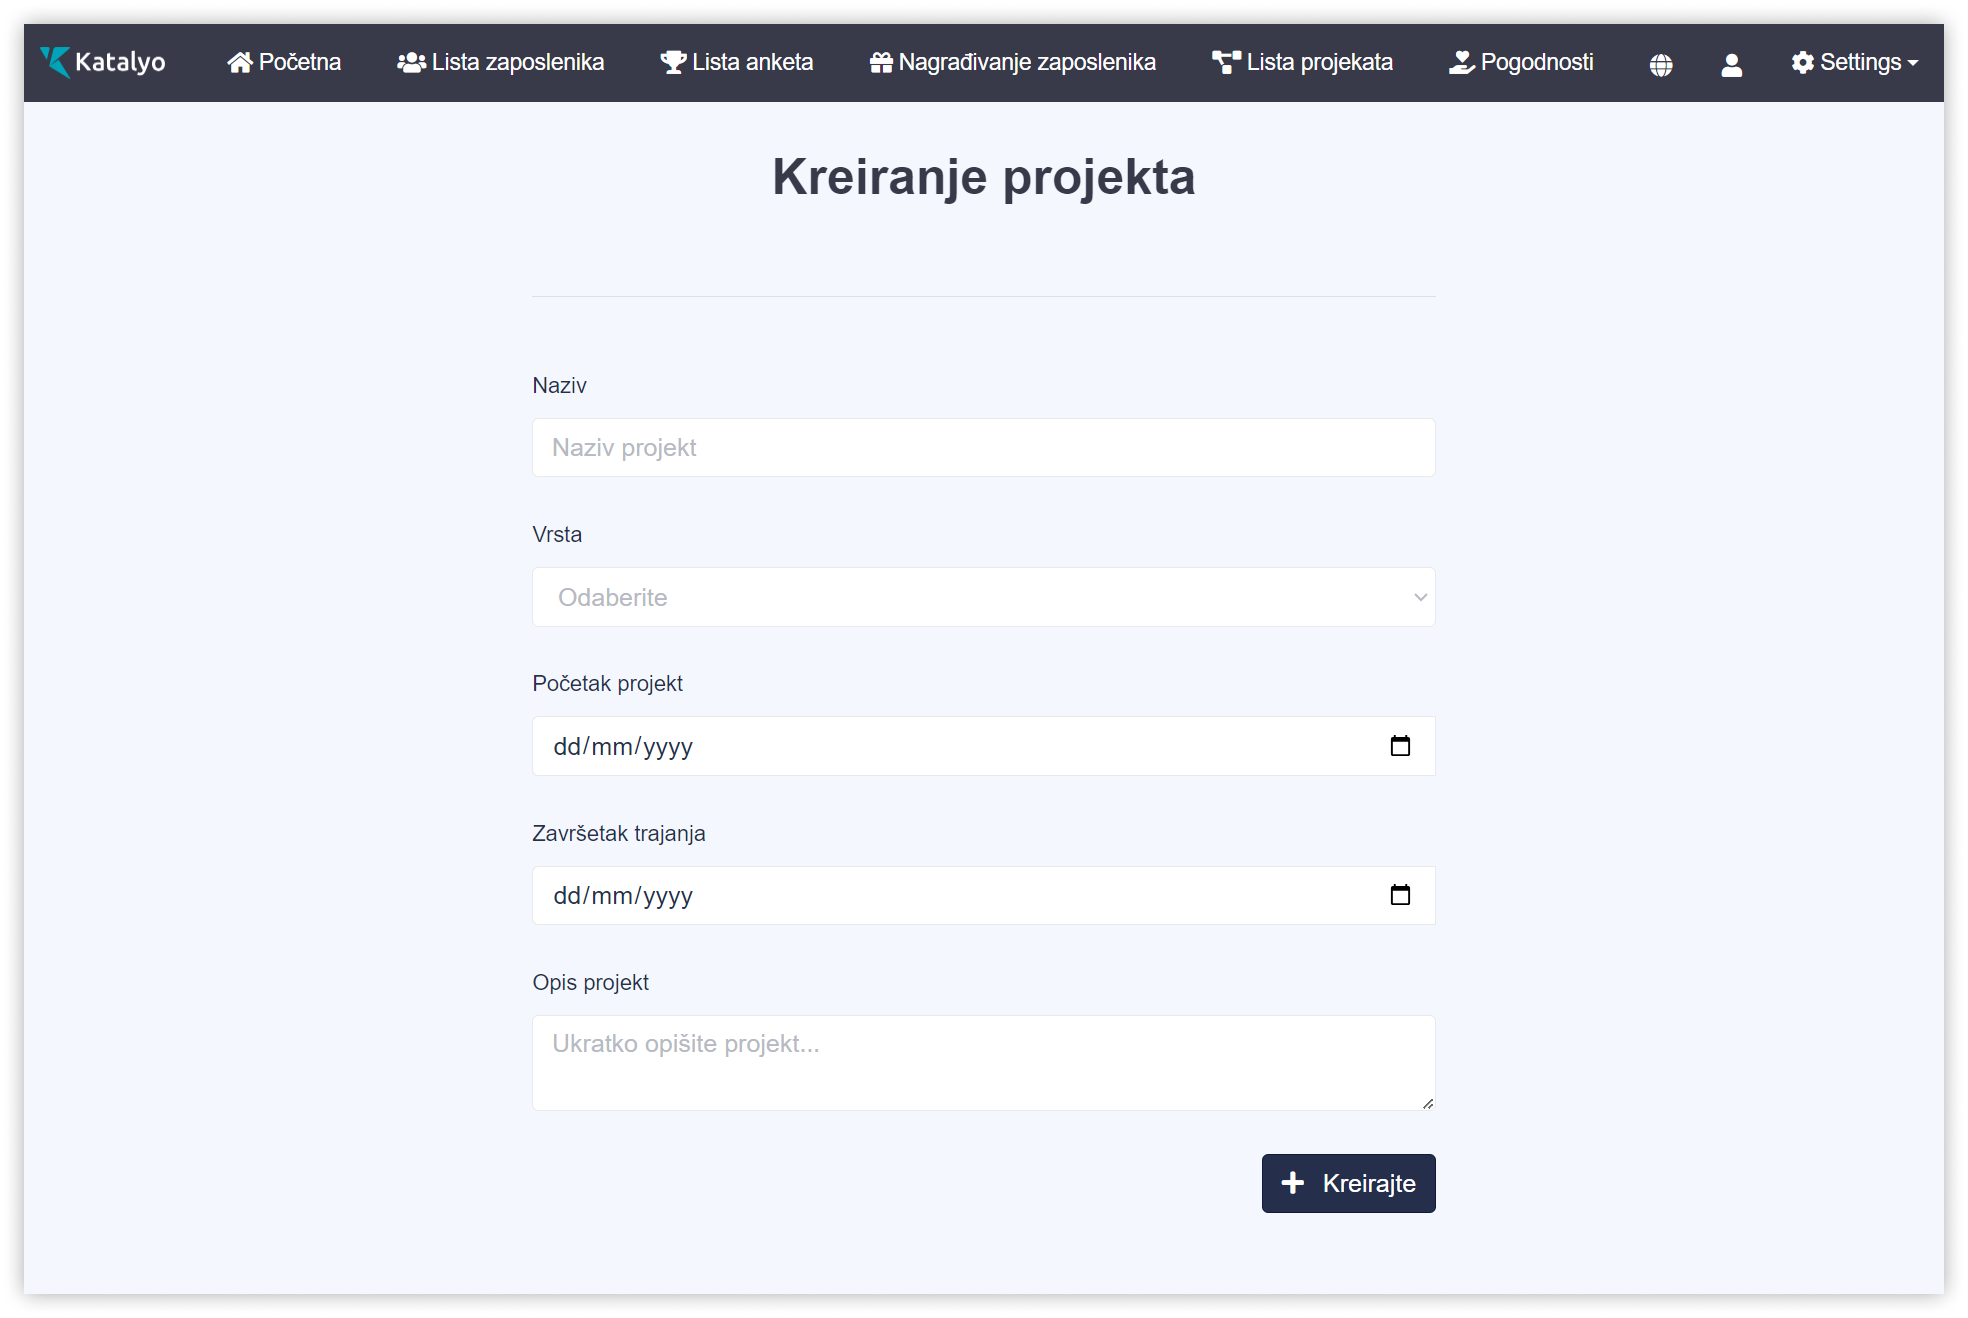 Katalyo Početna Lista zaposlenika Lista anketa Nagrađivanje zaposlenika Lista projekata Pogodnosti Settings
Kreiranje projekta
Naziv
Naziv projekt
Vrsta
Odaberite
Početak projekt
dd/mm/yyyy
Završetak trajanja
dd/mm/yyyy
Opis projekt
Ukratko opišite projekt...
Kreirajte